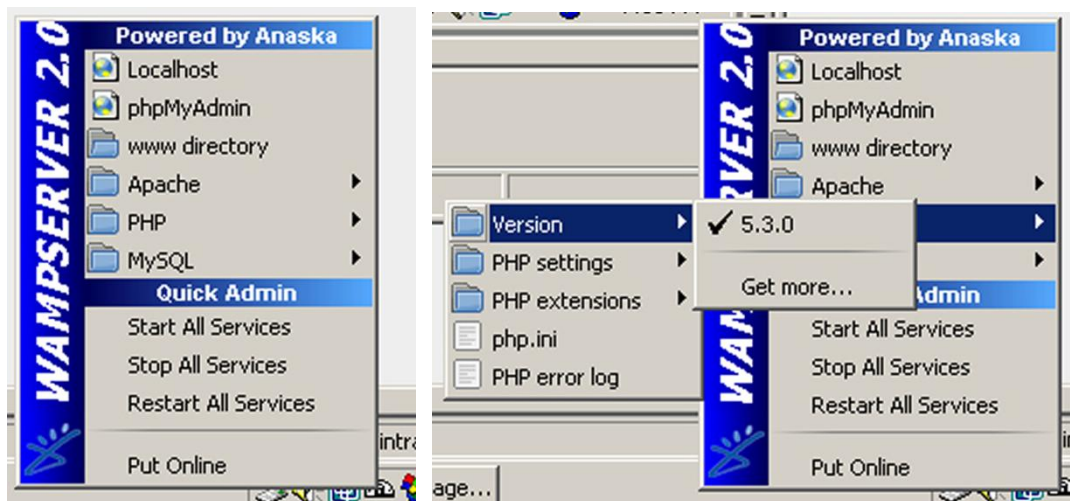 WAMPSERVER 2.0
Powered by Anaska
Localhost
phpMyAdmin
www directory
Apache
PHP
MySQL
Quick Admin
Start All Services
Stop All Services
Restart All Services
Put Online
intra
Powered by Anaska
Localhost
phpMyAdmin
www directory
Apache
Version
PHP settings
PHP extensions
php.ini
PHP error log
5.3.0
Get more...
Admin
Start All Services
Stop All Services
Restart All Services
Put Online
age...